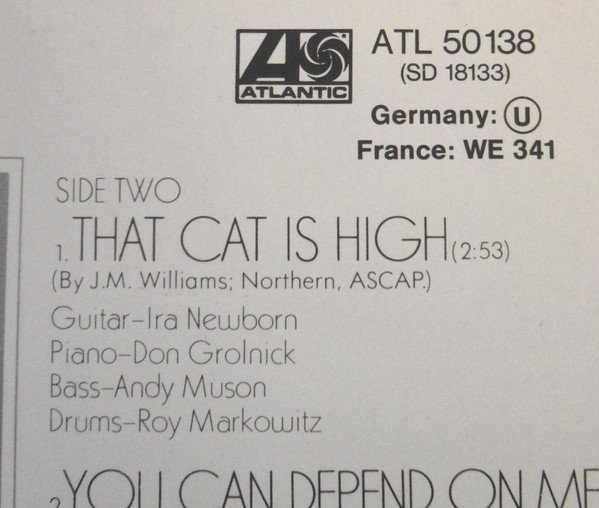 ATLANTIC
ATL 50138
(SD 18133)
Germany: U
France: WE 341
SIDE TWO
1. THAT CAT IS HIGH (2:53)
(By J.M. Williams; Northern, ASCAP.)
Guitar–Ira Newborn
Piano–Don Grolnick
Bass–Andy Muson
Drums–Roy Markowitz
2. YOU CAN DEPEND ON ME